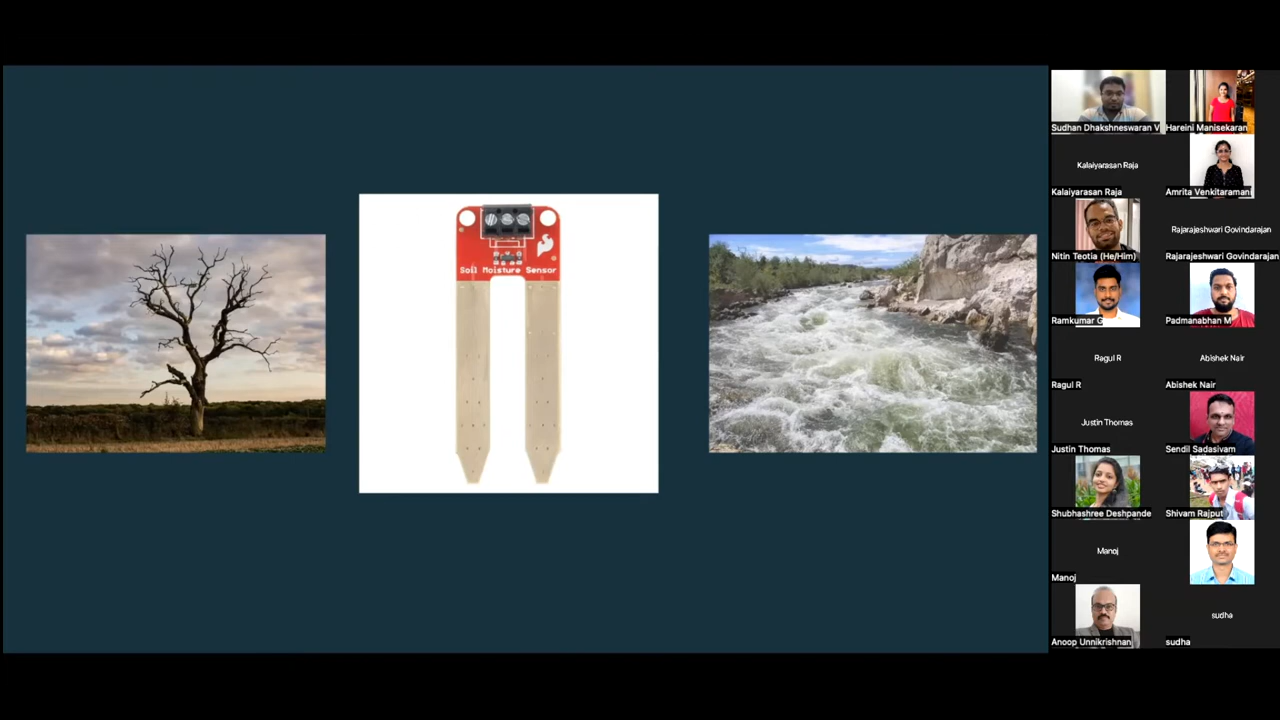 Soil Moisture Sensor
Sudhan Dhakshneswaran V
Hareini Manisekaran
Kalaiyarasan Raja
Kalaiyarasan Raja
Amrita Venkitaramani
Rajarajeshwari Govindarajan
Nitin Teotia (He/Him)
Rajarajeshwari Govindarajan
Ramkumar G
Padmanabhan M
Ragul R
Abishek Nair
Ragul R
Abishek Nair
Justin Thomas
Justin Thomas
Sendil Sadasivam
Shubhashree Deshpande
Shivam Rajput
Manoj
Manoj
sudha
Anoop Unnikrishnan
sudha